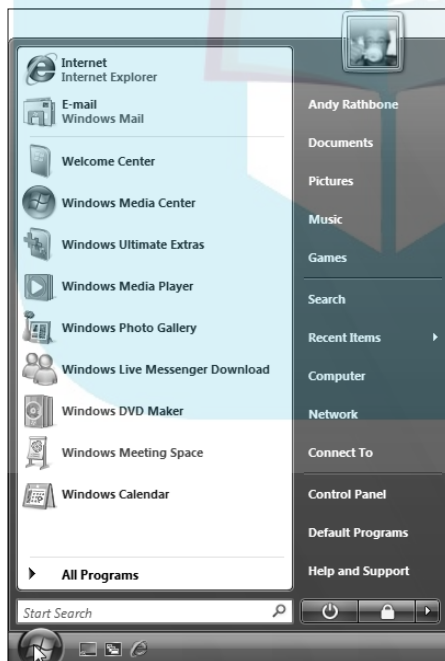 Internet
Internet Explorer
E-mail
Windows Mail
Welcome Center
Windows Media Center
Windows Ultimate Extras
Windows Media Player
Windows Photo Gallery
Windows Live Messenger Download
Windows DVD Maker
Windows Meeting Space
Windows Calendar
All Programs
Start Search
Andy Rathbone
Documents
Pictures
Music
Games
Search
Recent Items
Computer
Network
Connect To
Control Panel
Default Programs
Help and Support